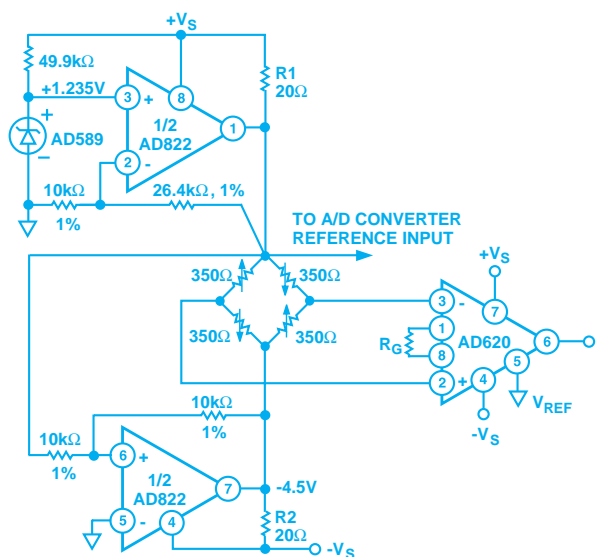 +VS
49.9kΩ
+1.235V
R1
20Ω
3
+
8
1/2
AD822
1
+
AD589
−
2
-
10kΩ
1%
26.4kΩ, 1%
TO A/D CONVERTER
REFERENCE INPUT
350Ω
350Ω
350Ω
350Ω
+VS
3
-
7
1
RG
AD620
6
8
5
2
+
4
VREF
-VS
10kΩ
1%
10kΩ
1%
6
+
1/2
AD822
7
-4.5V
5
-
4
R2
20Ω
-VS